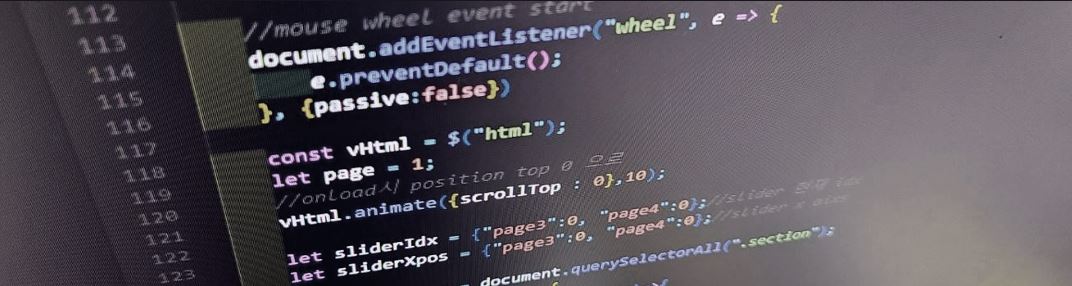 112 //mouse wheel event start
113 document.addEventListener("wheel", e => {
114 e.preventDefault();
115 }, {passive:false})
116
117 const vHtml = $("html");
118 let page = 1;
119 //onload시 position top 0 으로
120 vHtml.animate({scrollTop : 0},10);
121
122 let sliderIdx = {"page3":0, "page4":0};//slider 현재 idx
123 let sliderXpos = {"page3":0, "page4":0};//slider x axis
document.querySelectorAll(".section");